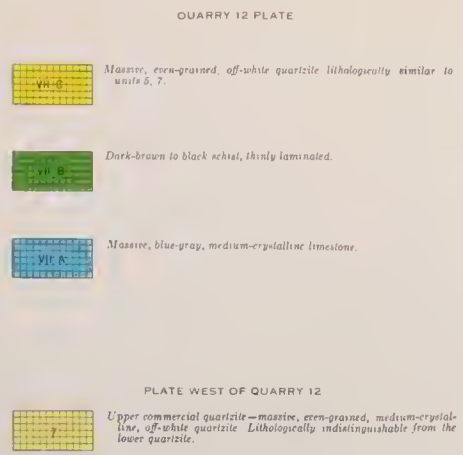 QUARRY 12 PLATE
VII C
Massive, even-grained, off-white quartzite lithologically similar to
units 5, 7.
VII B
Dark-brown to black schist, thinly laminated.
VII A
Massive, blue-gray, medium-crystalline limestone.
PLATE WEST OF QUARRY 12
7
Upper commercial quartzite—massive, even-grained, medium-crystal-
line, off-white quartzite Lithologically indistinguishable from the
lower quartzite.